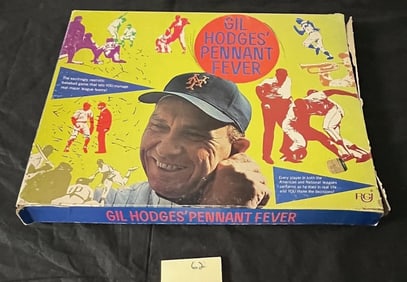 GIL
HODGES'
PENNANT
FEVER
The excitingly realistic
baseball game that lets YOU manage
real major league teams!
NY
Every player in both the
American and National leagues
performs as he does in real life
and YOU make the decisions!
RGI
GIL HODGES' PENNANT FEVER
62